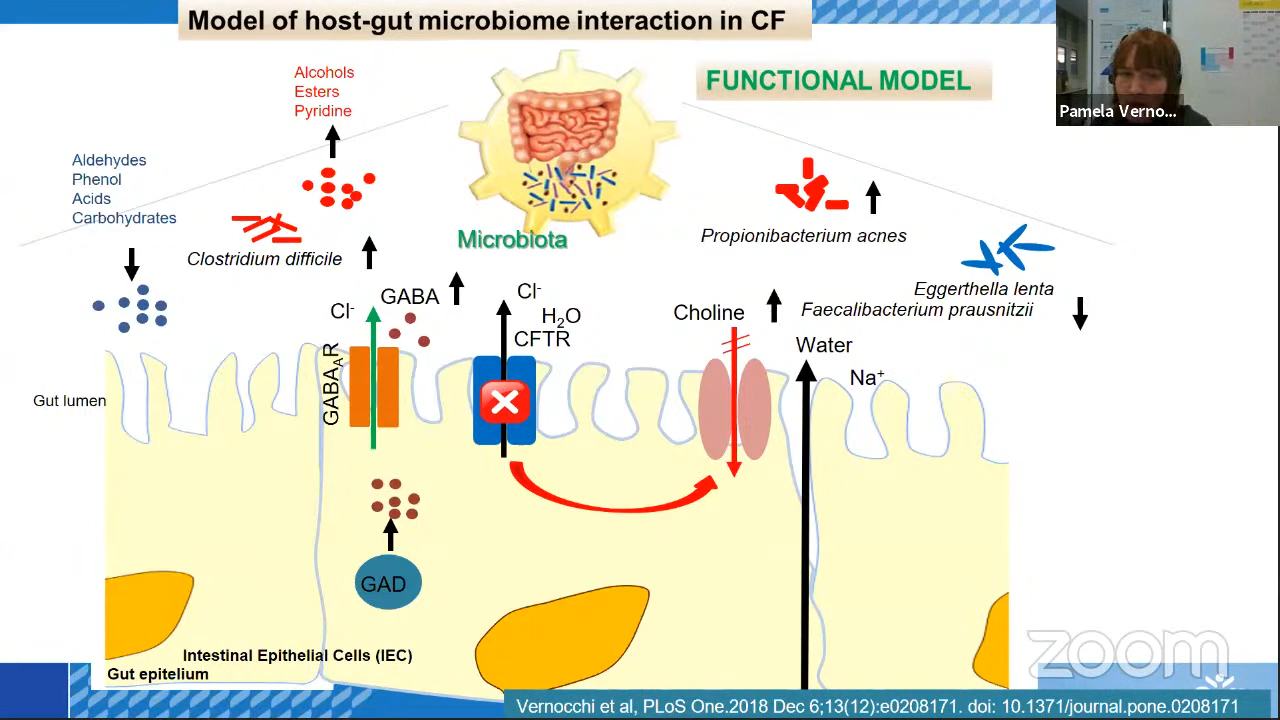 Model of host-gut microbiome interaction in CF
FUNCTIONAL MODEL
Pamela Verno...
Alcohols
Esters
Pyridine
Aldehydes
Phenol
Acids
Carbohydrates
Clostridium difficile
Microbiota
Propionibacterium acnes
Eggerthella lenta
Faecalibacterium prausnitzii
Cl-
GABA
GABAAR
Cl-
H2O
CFTR
Choline
Water
Na+
Gut lumen
GAD
Intestinal Epithelial Cells (IEC)
Gut epitelium
zoom
Vernocchi et al, PLoS One.2018 Dec 6;13(12):e0208171. doi: 10.1371/journal.pone.0208171